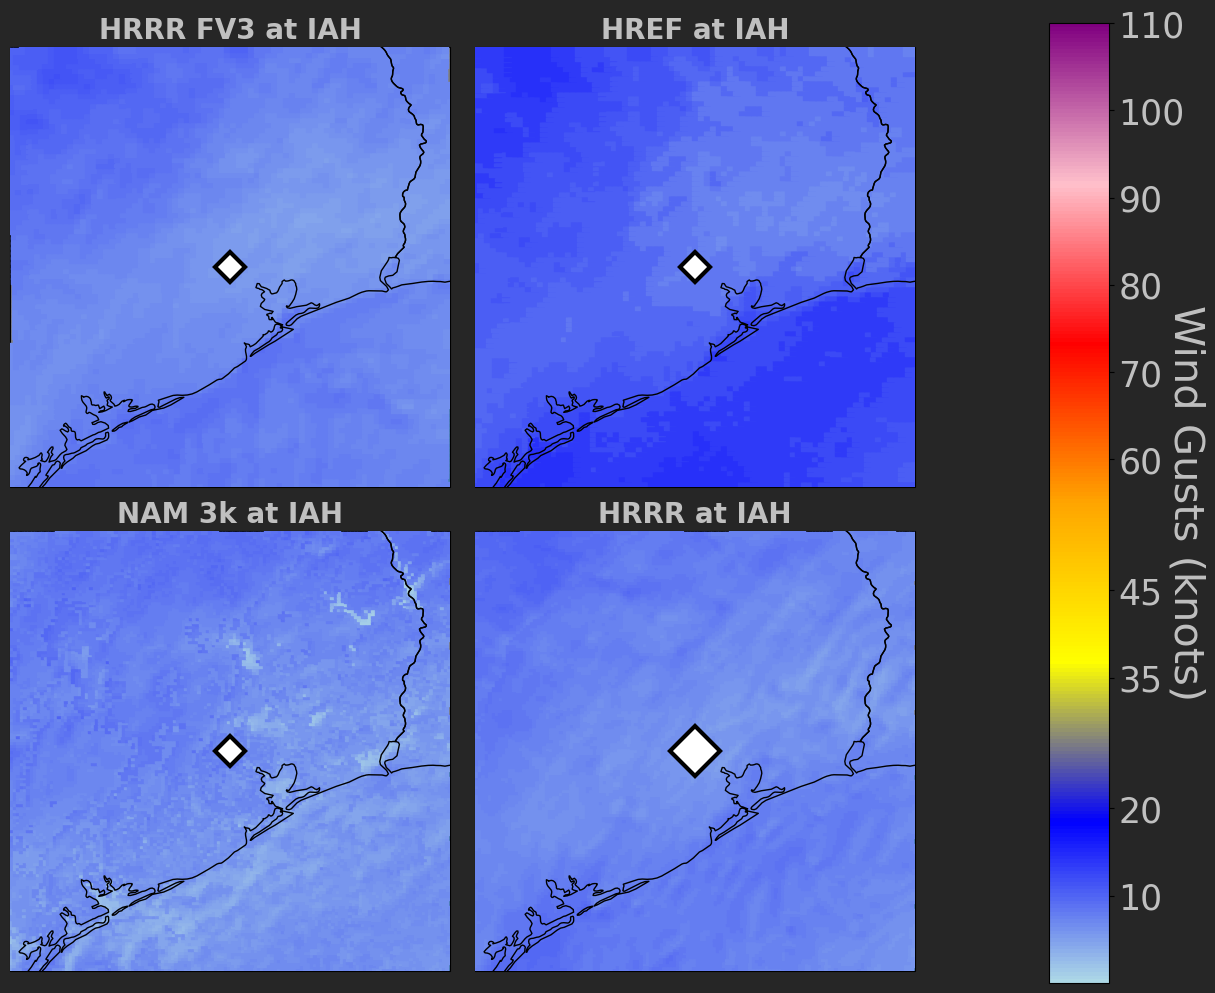 HRRR FV3 at IAH
HREF at IAH
NAM 3k at IAH
HRRR at IAH
110
100
90
80
70
60
45
35
20
10
Wind Gusts (knots)